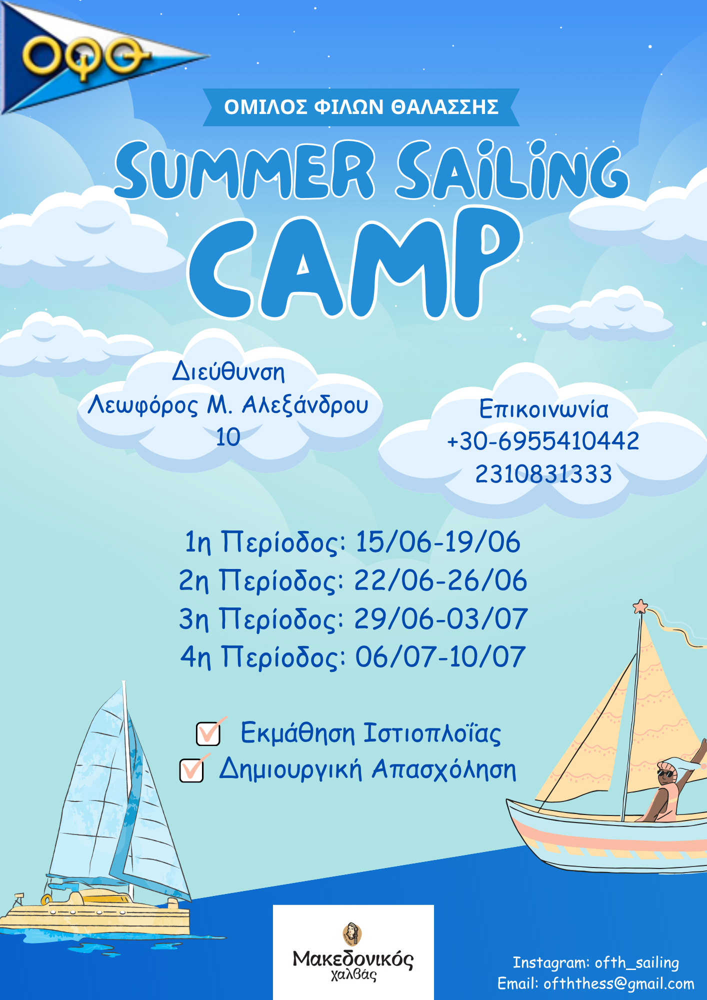 ΟΦΘ
ΟΜΙΛΟΣ ΦΙΛΩΝ ΘΑΛΑΣΣΗΣ
SUMMER SAILING
CAMP
Διεύθυνση
Λεωφόρος Μ. Αλεξάνδρου
10
Επικοινωνία
+30-6955410442
2310831333
1η Περίοδος: 15/06-19/06
2η Περίοδος: 22/06-26/06
3η Περίοδος: 29/06-03/07
4η Περίοδος: 06/07-10/07
Εκμάθηση Ιστιοπλοΐας
Δημιουργική Απασχόληση
Μακεδονικός
χαλβάς
Instagram: ofth_sailing
Email: ofththess@gmail.com